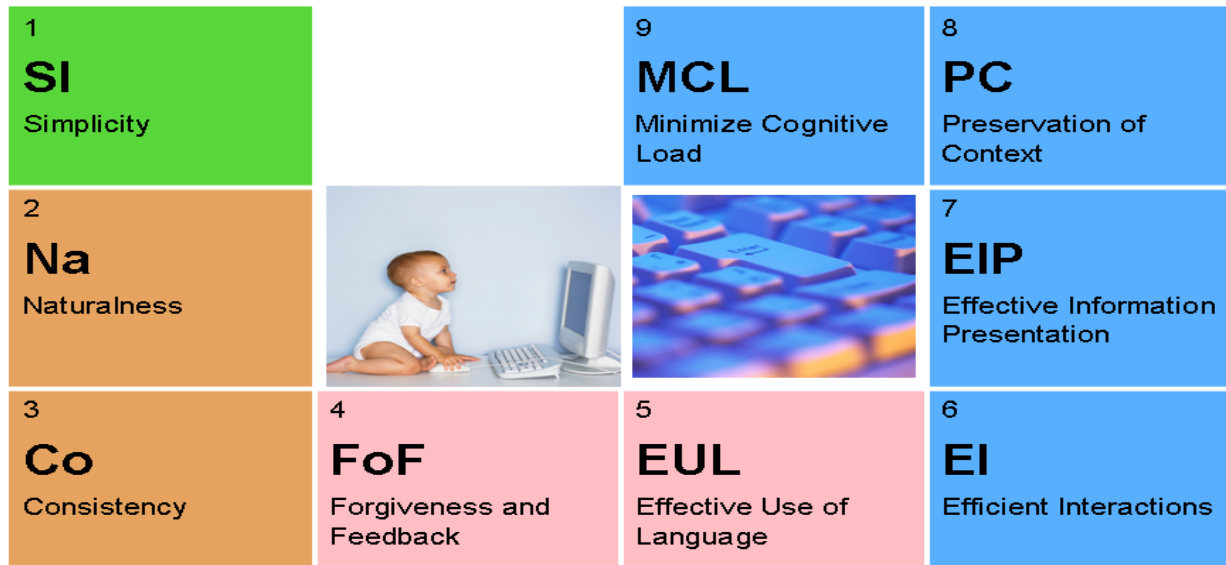 1
SI
Simplicity
9
MCL
Minimize Cognitive
Load
8
PC
Preservation of
Context
2
Na
Naturalness
Enter
7
EIP
Effective Information
Presentation
3
Co
Consistency
4
FoF
Forgiveness and
Feedback
5
EUL
Effective Use of
Language
6
EI
Efficient Interactions